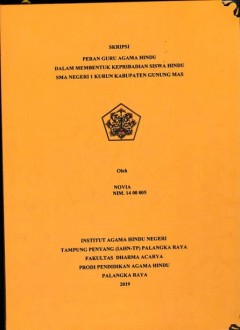 SKRIPSI
PERAN GURU AGAMA HINDU
DALAM MEMBENTUK KEPRIBADIAN SISWA HINDU
SMA NEGERI 1 KURUN KABUPATEN GUNUNG MAS
Oleh
NOVIA
NIM. 14 00 005
INSTITUT AGAMA HINDU NEGERI
TAMPUNG PENYANG (IAHN-TP) PALANGKA RAYA
FAKULTAS DHARMA ACARYA
PRODI PENDIDIKAN AGAMA HINDU
PALANGKA RAYA
2019